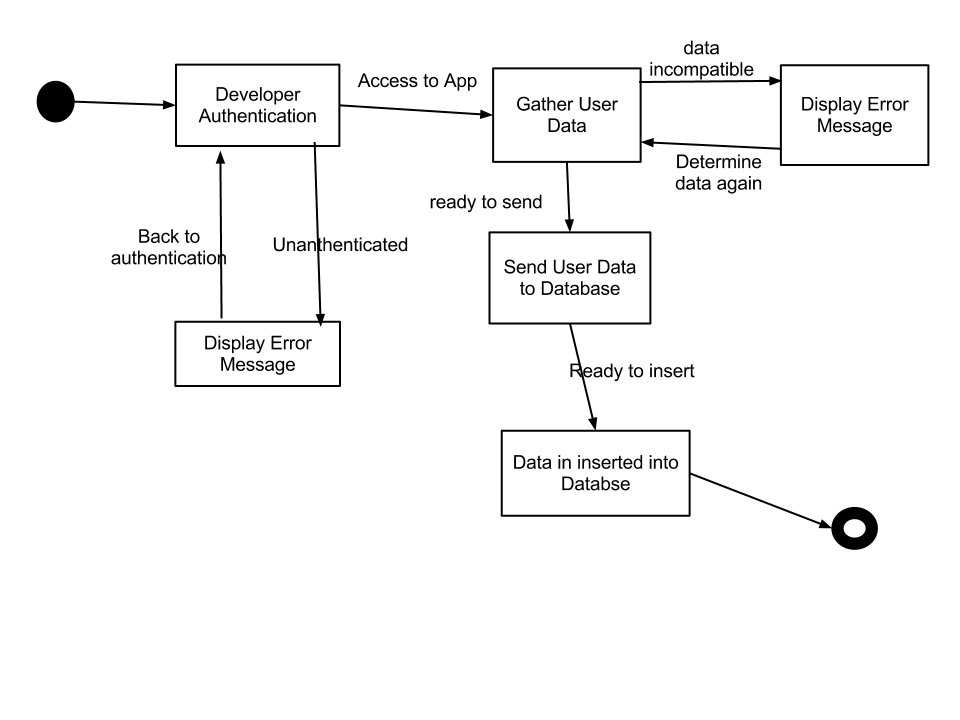 Developer
Authentication
Access to App
Gather User
Data
data
incompatible
Display Error
Message
Determine
data again
ready to send
Back to
authentication
Unanthenticated
Send User Data
to Database
Display Error
Message
Ready to insert
Data in inserted into
Databse